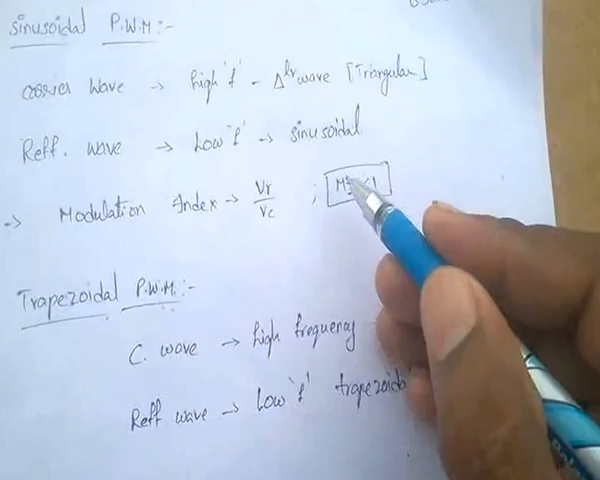 sinusoidal P.W.M:-
carrier wave → high 'f' - Δlr wave [Triangular]
Reff. wave → Low 'f' → sinusoidal
→ Modulation Index → Vr/Vc ;
Trapezoidal P.W.M:-
C. wave → high frequency
Reff wave → Low 'f' trapezoidal